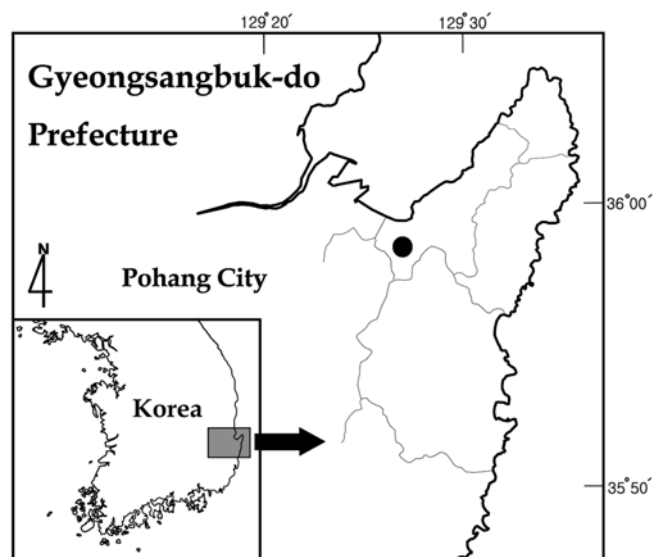 129°20' 129°30'
Gyeongsangbuk-do
Prefecture
36°00'
N
Pohang City
Korea
35°50'